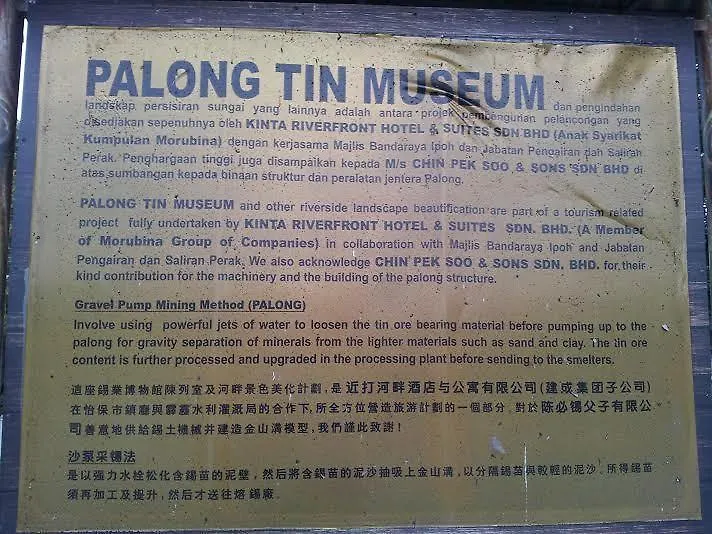 PALONG TIN MUSEUM dan pengindahan
landskap persisiran sungai yang lainnya adalah antara projek pembangunan pelancongan yang
disediakan sepenuhnya oleh KINTA RIVERFRONT HOTEL & SUITES SDN BHD (Anak Syarikat
Kumpulan Morubina) dengan kerjasama Majlis Bandaraya Ipoh dan Jabatan Pengairan dah Saliran
Perak. Penghargaan tinggi juga disampaikan kepada M/s CHIN PEK SOO & SONS SDN BHD di
atas sumbangan kepada binaan struktur dan peralatan jentera Palong.
PALONG TIN MUSEUM and other riverside landscape beautification are part of a tourism related
project fully undertaken by KINTA RIVERFRONT HOTEL & SUITES SDN. BHD. (A Member
of Morubina Group of Companies) in collaboration with Majlis Bandaraya Ipoh and Jabatan
Pengairan dan Saliran Perak. We also acknowledge CHIN PEK SOO & SONS SDN. BHD. for their
kind contribution for the machinery and the building of the palong structure.
Gravel Pump Mining Method (PALONG)
Involve using powerful jets of water to loosen the tin ore bearing material before pumping up to the
palong for gravity separation of minerals from the lighter materials such as sand and clay. The tin ore
content is further processed and upgraded in the processing plant before sending to the smelters.
這座錫業博物館陳列室及河畔景色美化計劃，是近打河畔酒店与公寓有限公司(建成集团子公司)
在怡保市鎮廳與霹靂水利灌溉局的合作下，所全方位營造旅游計劃的一個部分．對於陈必锡父子有限公
司善意地供給錫土機械并建造金山溝模型，我們謹此致謝！
沙泵采锡法
是以強力水栓松化含錫苗的泥壁，然後將含錫苗的泥沙抽吸上金山溝，以分隔錫苗與較輕的泥沙．所得錫苗
須再加工及提升，然后才送往熔錫廠．